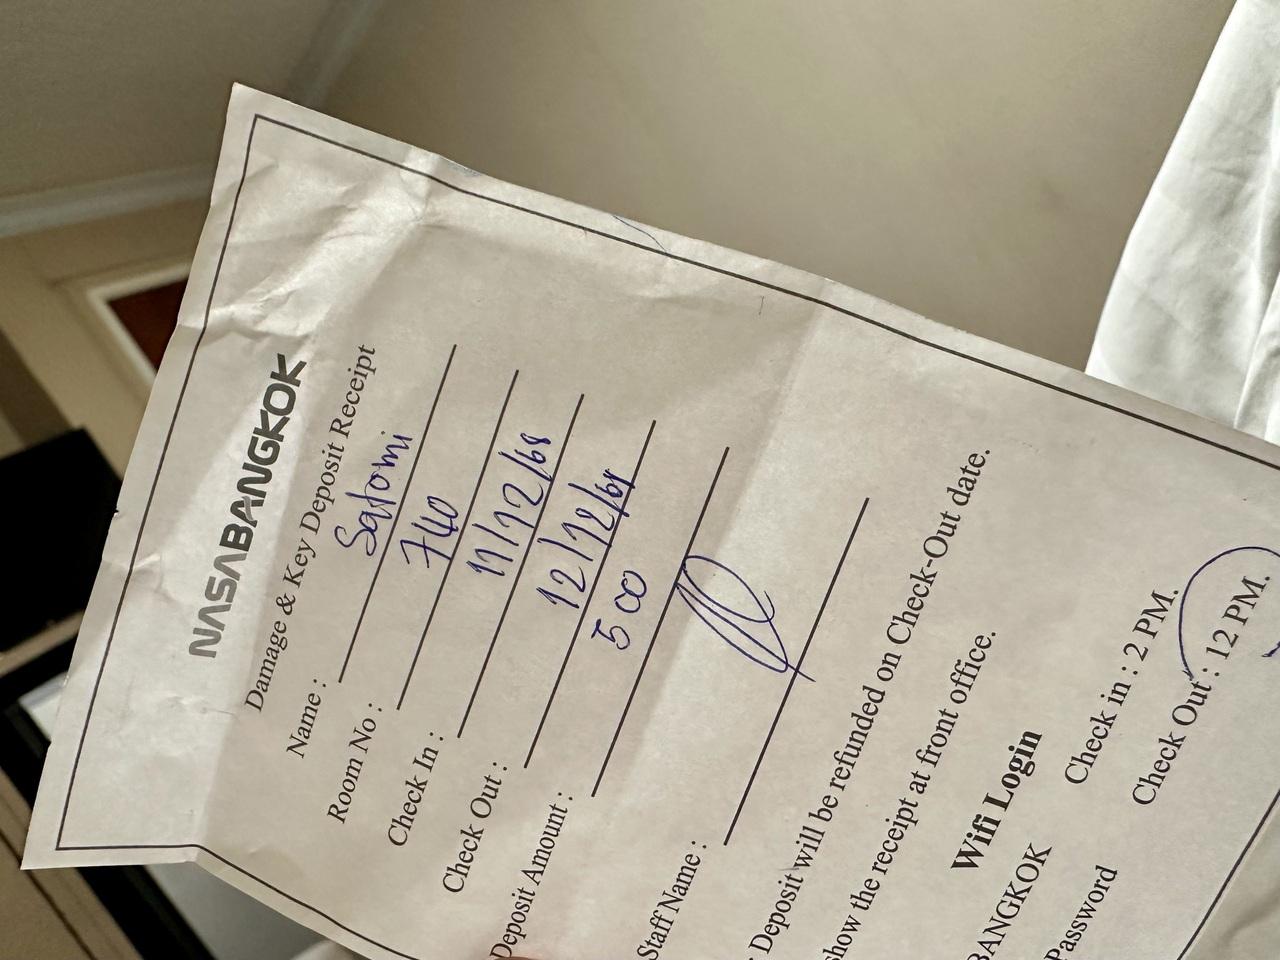 NASABANGKOK
Damage & Key Deposit Receipt
Name : Satomi
Room No : 740
Check In : 11/12/68
Check Out : 12/12/68
Deposit Amount : 500
Staff Name :
Deposit will be refunded on Check-Out date.
show the receipt at front office.
Wifi Login
BANGKOK Check in : 2 PM.
Password Check Out : 12 PM.